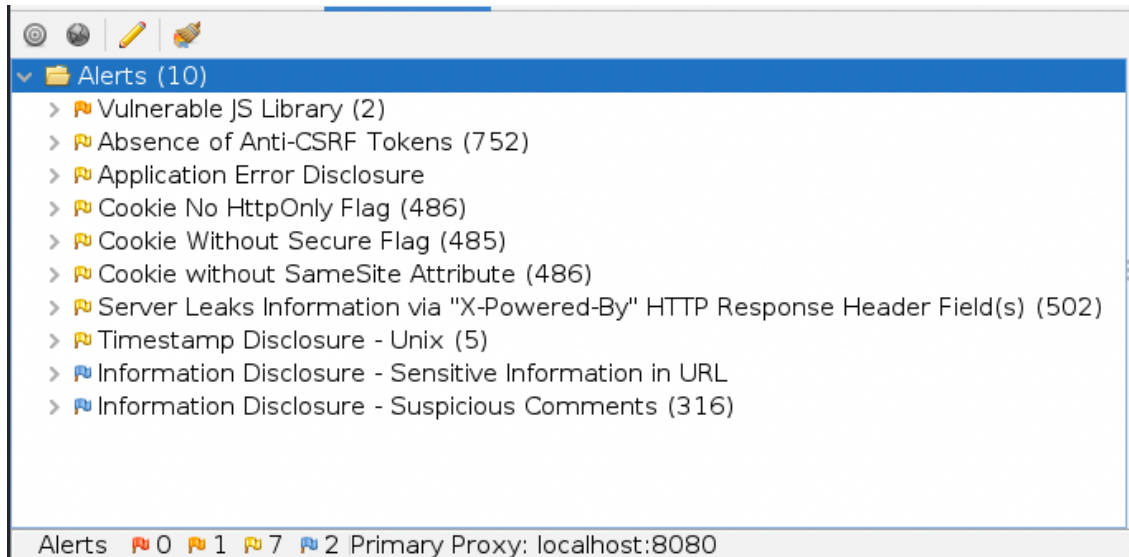 Alerts (10)
Vulnerable JS Library (2)
Absence of Anti-CSRF Tokens (752)
Application Error Disclosure
Cookie No HttpOnly Flag (486)
Cookie Without Secure Flag (485)
Cookie without SameSite Attribute (486)
Server Leaks Information via "X-Powered-By" HTTP Response Header Field(s) (502)
Timestamp Disclosure - Unix (5)
Information Disclosure - Sensitive Information in URL
Information Disclosure - Suspicious Comments (316)
Alerts 0 1 7 2 Primary Proxy: localhost:8080